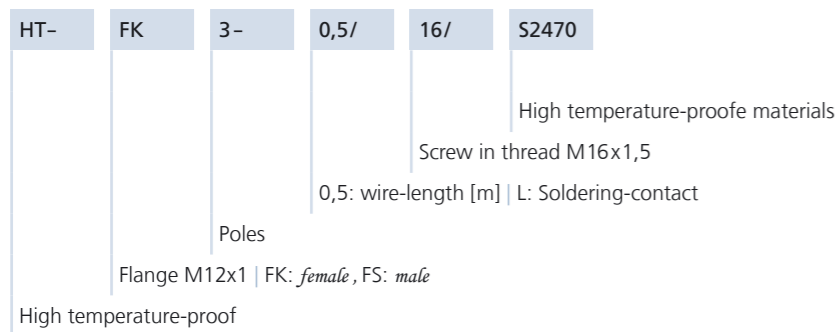 HT– FK 3– 0,5/ 16/ S2470
High temperature-proofe materials
Screw in thread M16x1,5
0,5: wire-length [m] | L: Soldering-contact
Poles
Flange M12x1 | FK: female, FS: male
High temperature-proof